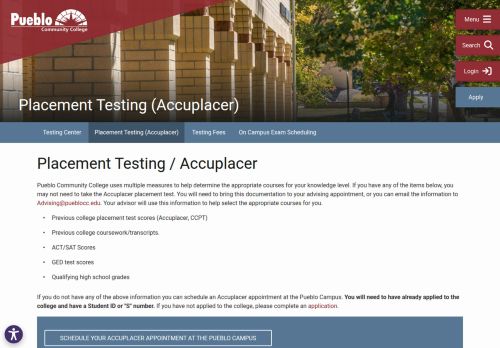 Pueblo
Community College
Menu
Search
Login
Apply
Placement Testing (Accuplacer)
Testing Center
Placement Testing (Accuplacer)
Testing Fees
On Campus Exam Scheduling
Placement Testing / Accuplacer
Pueblo Community College uses multiple measures to help determine the appropriate courses for your knowledge level. If you have any of the items below, you
may not need to take the Accuplacer placement test. You will need to bring this documentation to your advising appointment, or you can email the information to
Advising@pueblocc.edu. Your advisor will use this information to help select the appropriate courses for you.
• Previous college placement test scores (Accuplacer, CCPT)
• Previous college coursework/transcripts.
• ACT/SAT Scores
• GED test scores
• Qualifying high school grades
If you do not have any of the above information you can schedule an Accuplacer appointment at the Pueblo Campus. You will need to have already applied to the
college and have a Student ID or "S" number. If you have not applied to the college, please complete an application.
SCHEDULE YOUR ACCUPLACER APPOINTMENT AT THE PUEBLO CAMPUS